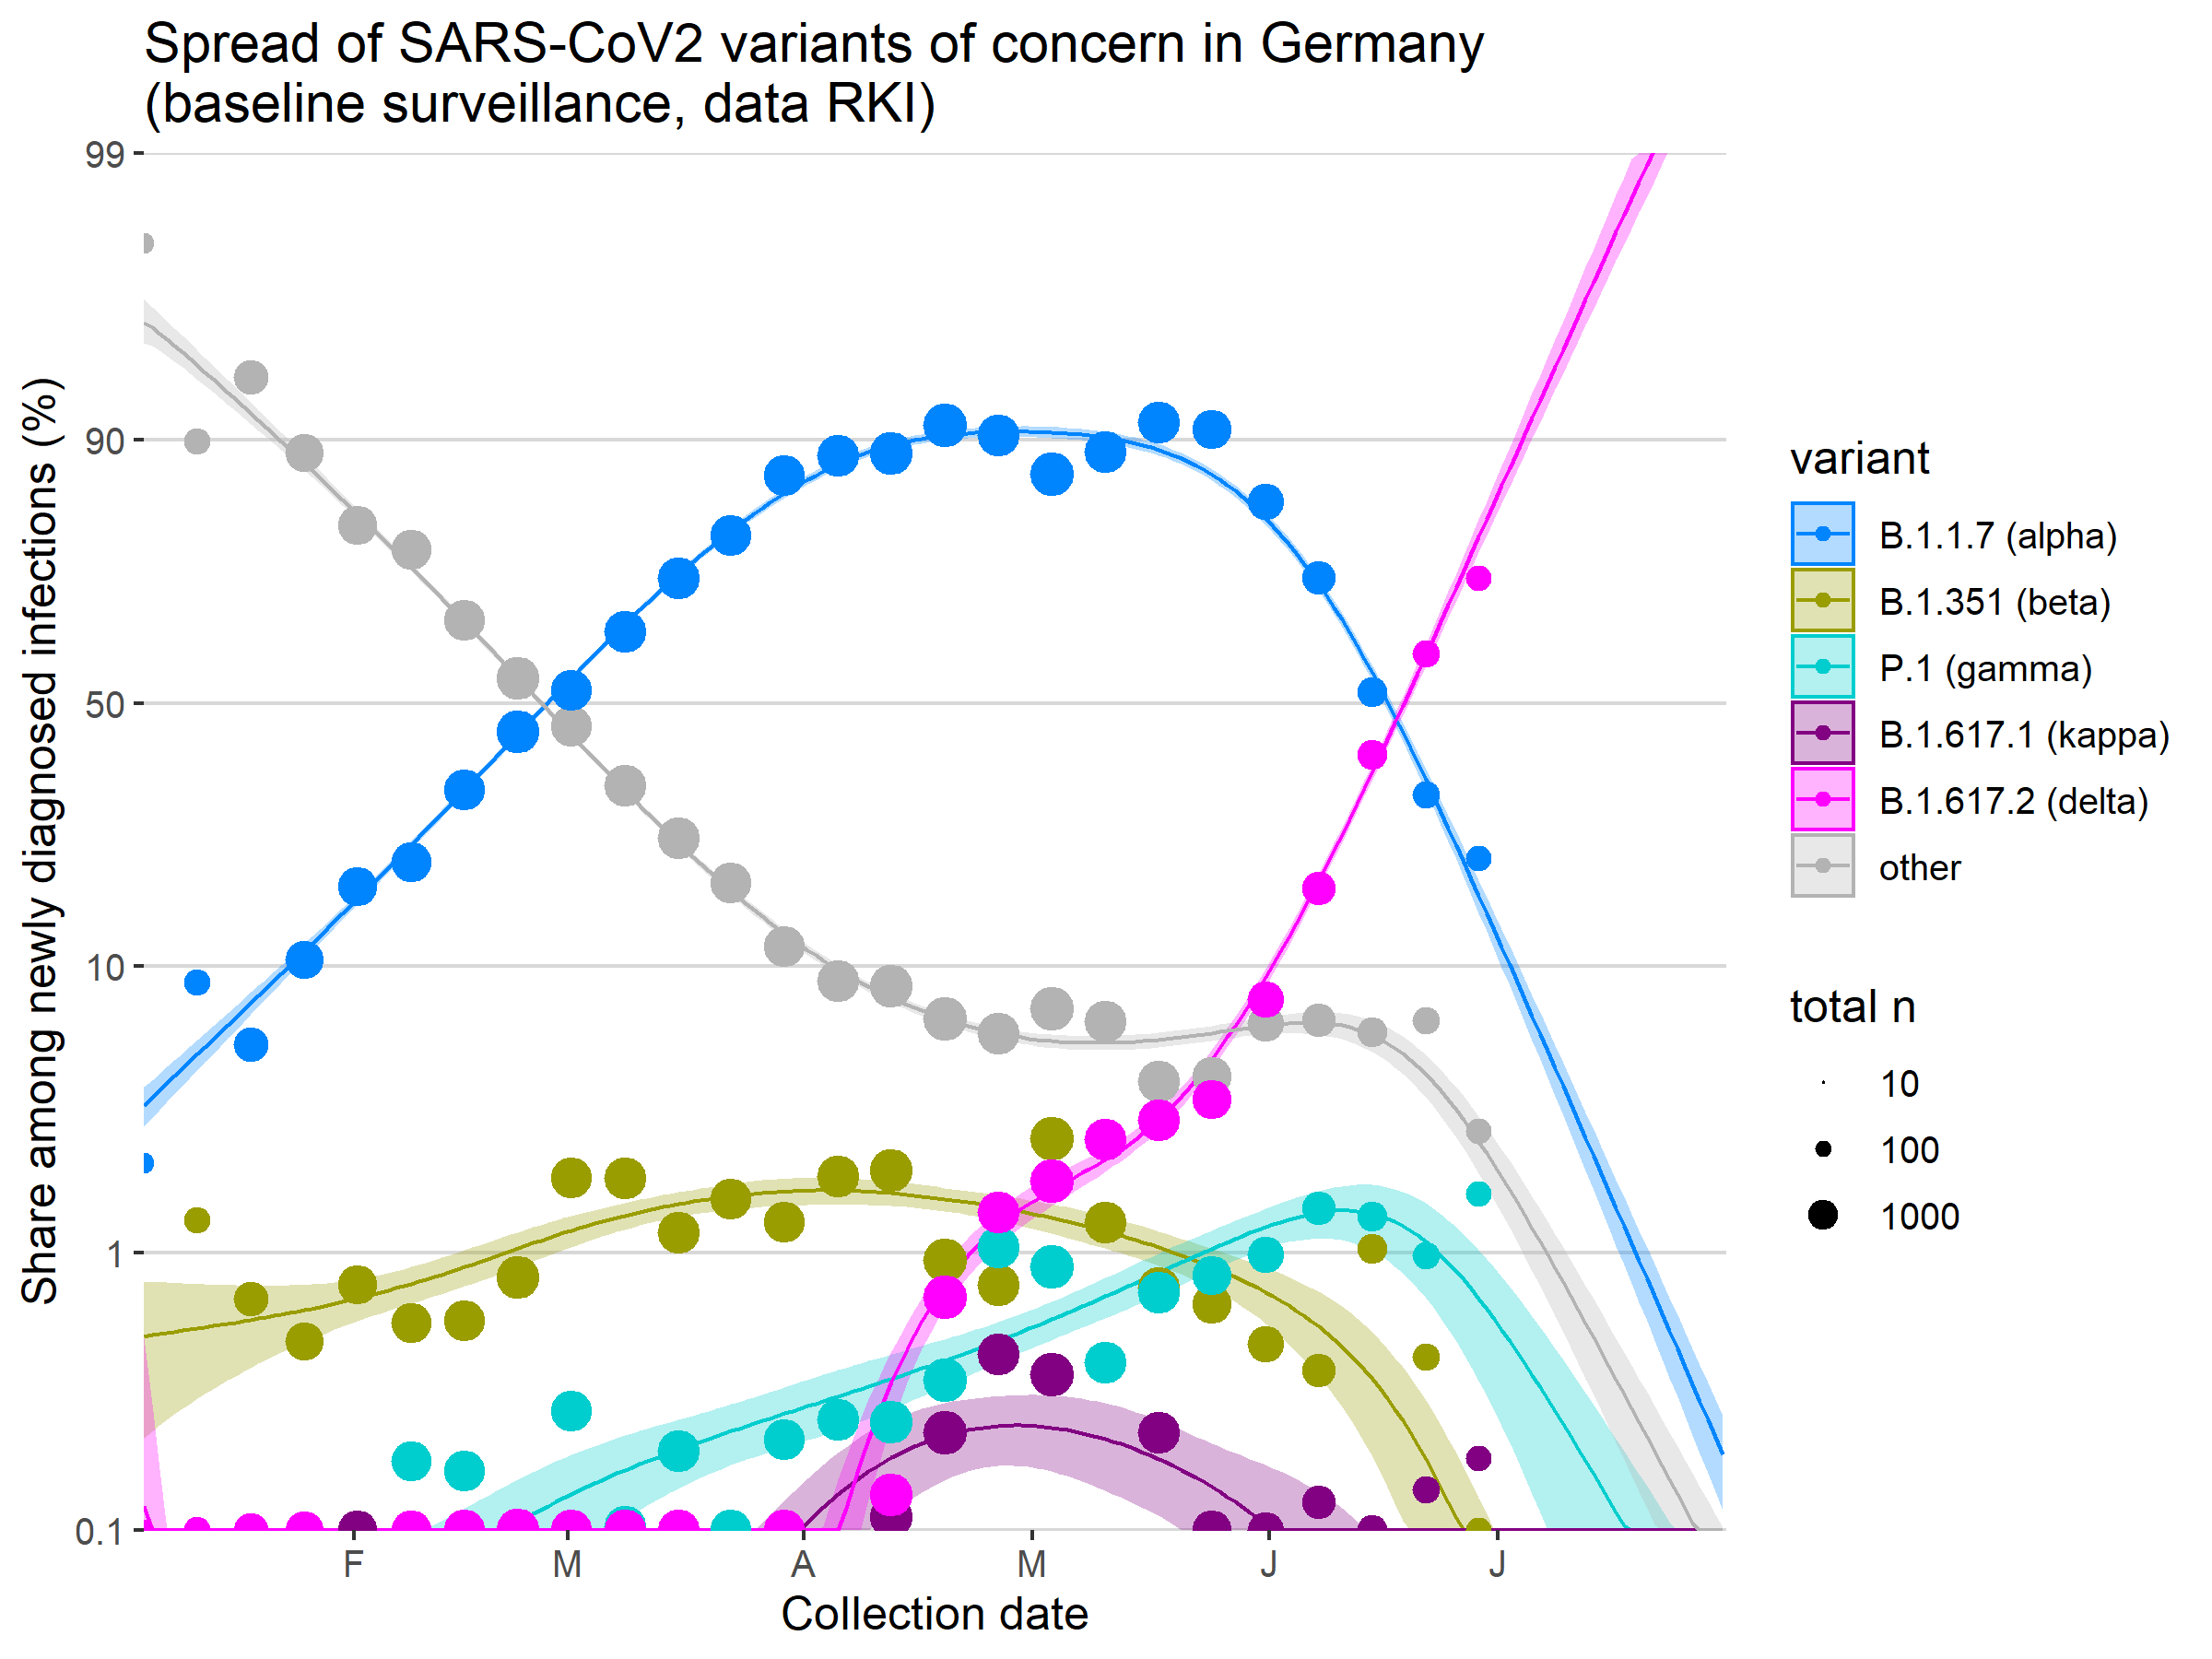 Spread of SARS-CoV2 variants of concern in Germany
(baseline surveillance, data RKI)
Share among newly diagnosed infections (%)
99
90
50
10
1
0.1
F M A M J J
Collection date
variant
B.1.1.7 (alpha)
B.1.351 (beta)
P.1 (gamma)
B.1.617.1 (kappa)
B.1.617.2 (delta)
other
total n
10
100
1000